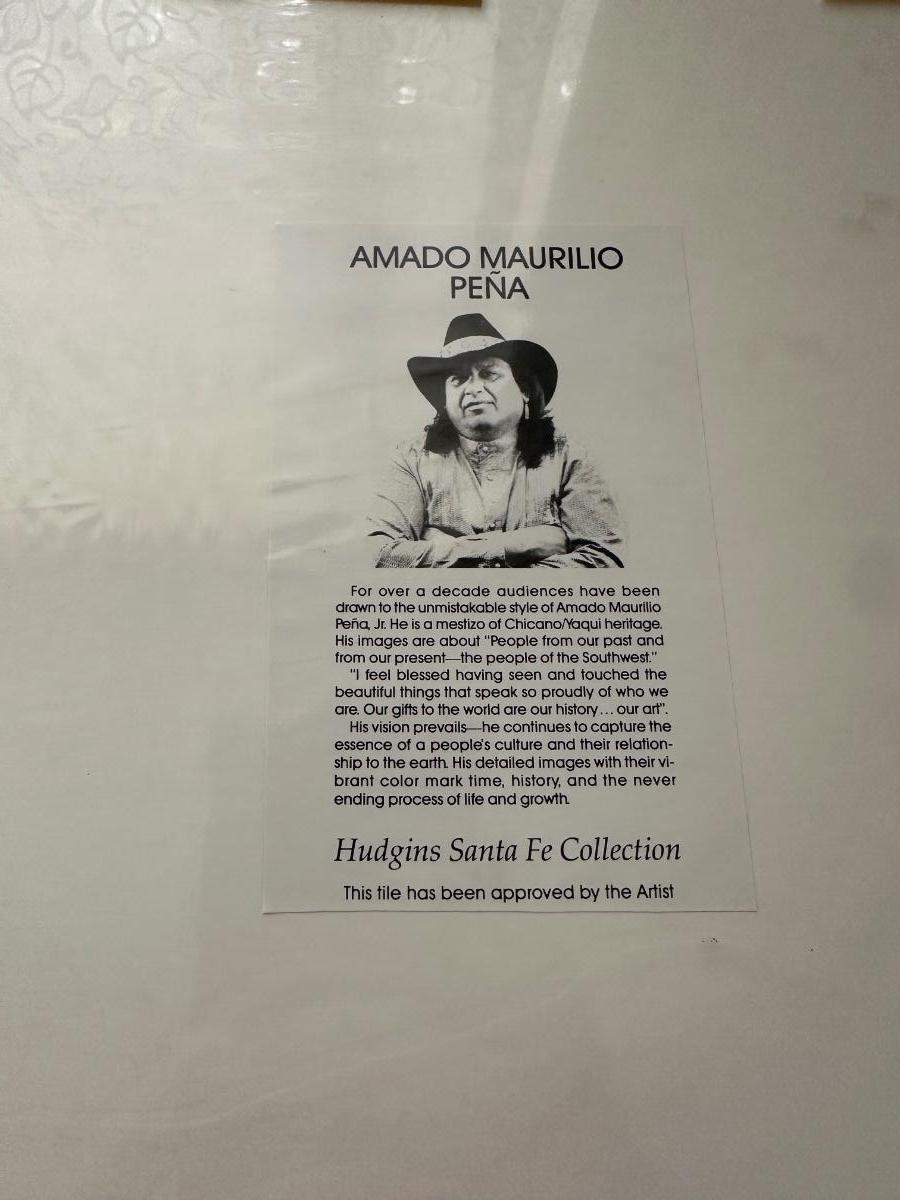 AMADO MAURILIO
PEÑA
For over a decade audiences have been
drawn to the unmistakable style of Amado Maurilio
Peña, Jr. He is a mestizo of Chicano/Yaqui heritage.
His images are about "People from our past and
from our present—the people of the Southwest."
"I feel blessed having seen and touched the
beautiful things that speak so proudly of who we
are. Our gifts to the world are our history... our art".
His vision prevails—he continues to capture the
essence of a people's culture and their relation-
ship to the earth. His detailed images with their vi-
brant color mark time, history, and the never
ending process of life and growth.
Hudgins Santa Fe Collection
This tile has been approved by the Artist